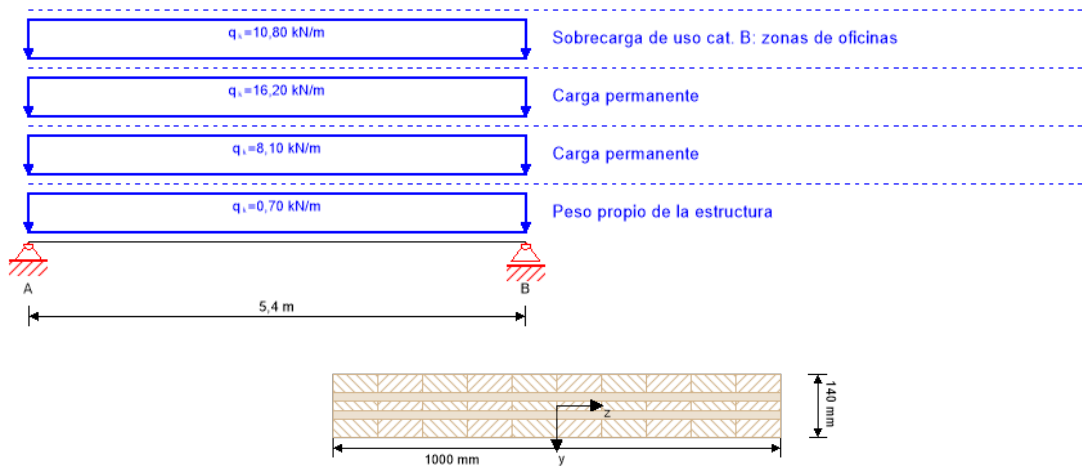 qk=10,80 kN/m
Sobrecarga de uso cat. B: zonas de oficinas
qk=16,20 kN/m
Carga permanente
qk=8,10 kN/m
Carga permanente
qk=0,70 kN/m
Peso propio de la estructura
A
B
5,4 m
z
y
140 mm
1000 mm